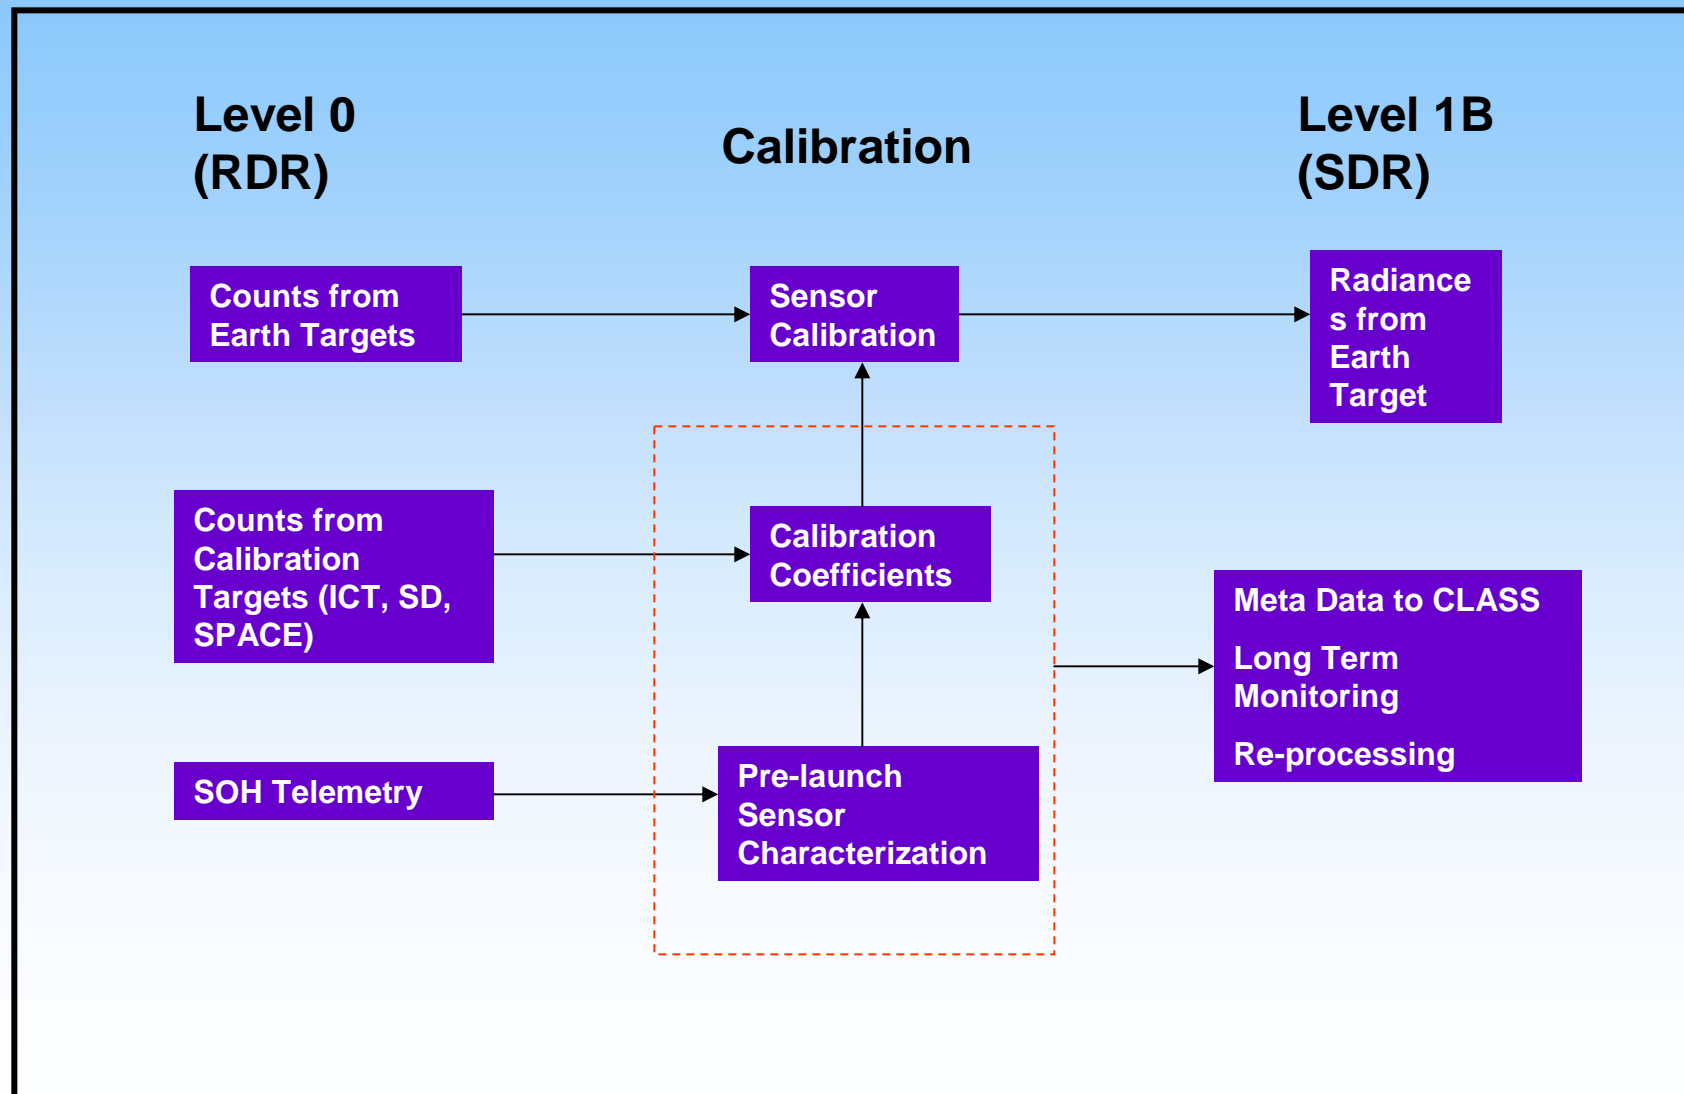 Level 0
(RDR)
Calibration
Level 1B
(SDR)
Counts from
Earth Targets
Sensor
Calibration
Radiance
s from
Earth
Target
Counts from
Calibration
Targets (ICT, SD,
SPACE)
Calibration
Coefficients
Meta Data to CLASS
Long Term
Monitoring
Re-processing
SOH Telemetry
Pre-launch
Sensor
Characterization